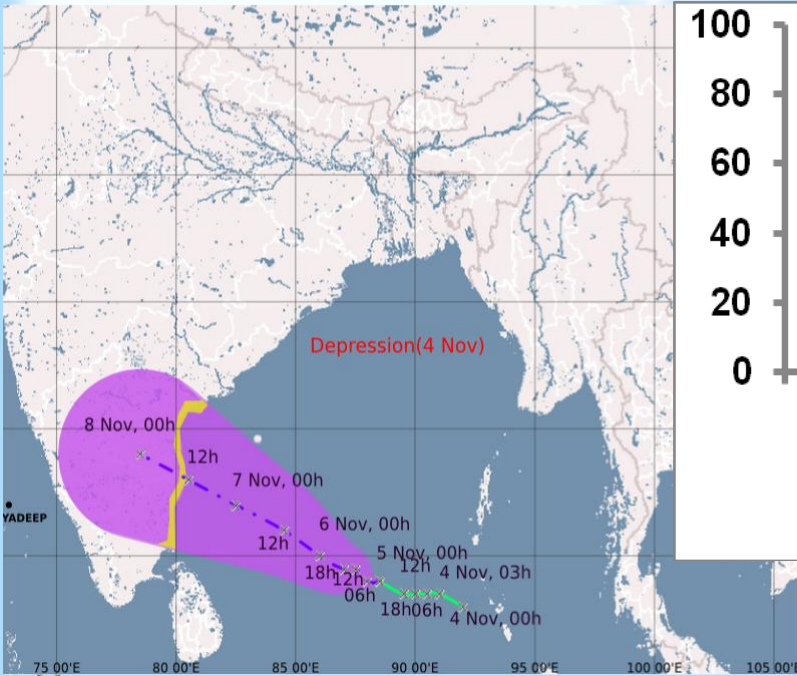 100
80
60
40
20
0
Depression(4 Nov)
8 Nov, 00h
12h
7 Nov, 00h
6 Nov, 00h
12h
5 Nov, 00h
12h
18h
12h
4 Nov, 03h
06h
18h
06h
4 Nov, 00h
YADEEP
75 00'E
80 00'E
85 00'E
90 00'E
95 00'E
100 00'E
105 00'E